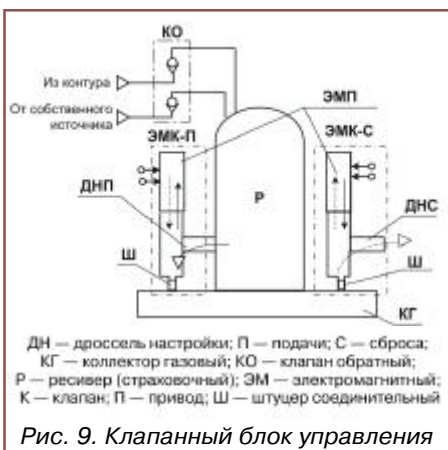 КО
Из контура
От собственного
источника
ЭМП
ЭМК-П
ЭМК-С
ДНП
ДНС
Р
Ш
Ш
КГ
ДН — дроссель настройки; П — подачи; С — сброса;
КГ — коллектор газовый; КО — клапан обратный;
Р — ресивер (страховочный); ЭМ — электромагнитный;
К — клапан; П — привод; Ш — штуцер соединительный
Рис. 9. Клапанный блок управления